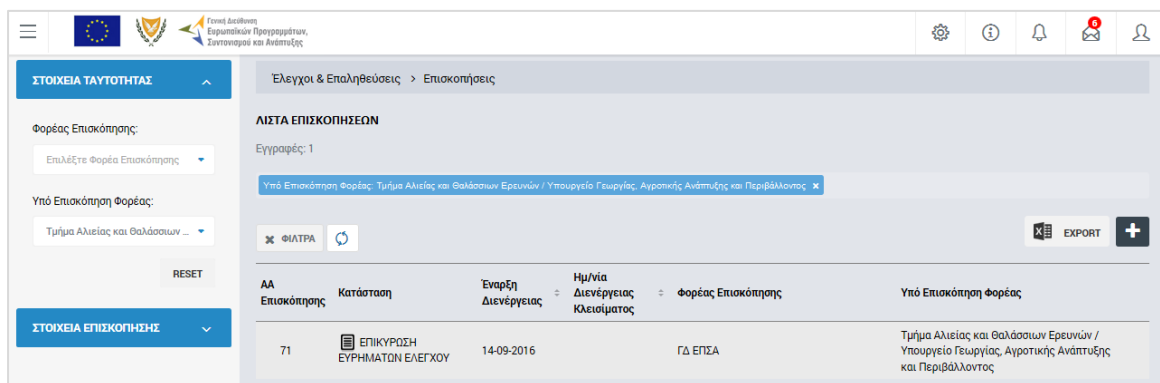 Γενική Διεύθυνση
Ευρωπαϊκών Προγραμμάτων,
Συντονισμού και Ανάπτυξης
6
ΣΤΟΙΧΕΙΑ ΤΑΥΤΟΤΗΤΑΣ
Φορέας Επισκόπησης:
Επιλέξτε Φορέα Επισκόπησης
Υπό Επισκόπηση Φορέας:
Τμήμα Αλιείας και Θαλάσσιων ...
RESET
ΣΤΟΙΧΕΙΑ ΕΠΙΣΚΟΠΗΣΗΣ
Έλεγχοι & Επαληθεύσεις > Επισκοπήσεις
ΛΙΣΤΑ ΕΠΙΣΚΟΠΗΣΕΩΝ
Εγγραφές: 1
Υπό Επισκόπηση Φορέας: Τμήμα Αλιείας και Θαλάσσιων Ερευνών / Υπουργείο Γεωργίας, Αγροτικής Ανάπτυξης και Περιβάλλοντος ×
× ΦΙΛΤΡΑ
EXPORT
+
ΑΑ
Επισκόπησης
Κατάσταση
Έναρξη
Διενέργειας
Ημ/νία
Διενέργειας
Κλεισίματος
Φορέας Επισκόπησης
Υπό Επισκόπηση Φορέας
71
ΕΠΙΚΥΡΩΣΗ
ΕΥΡΗΜΑΤΩΝ ΕΛΕΓΧΟΥ
14-09-2016
ΓΔ ΕΠΣΑ
Τμήμα Αλιείας και Θαλάσσιων Ερευνών /
Υπουργείο Γεωργίας, Αγροτικής Ανάπτυξης
και Περιβάλλοντος